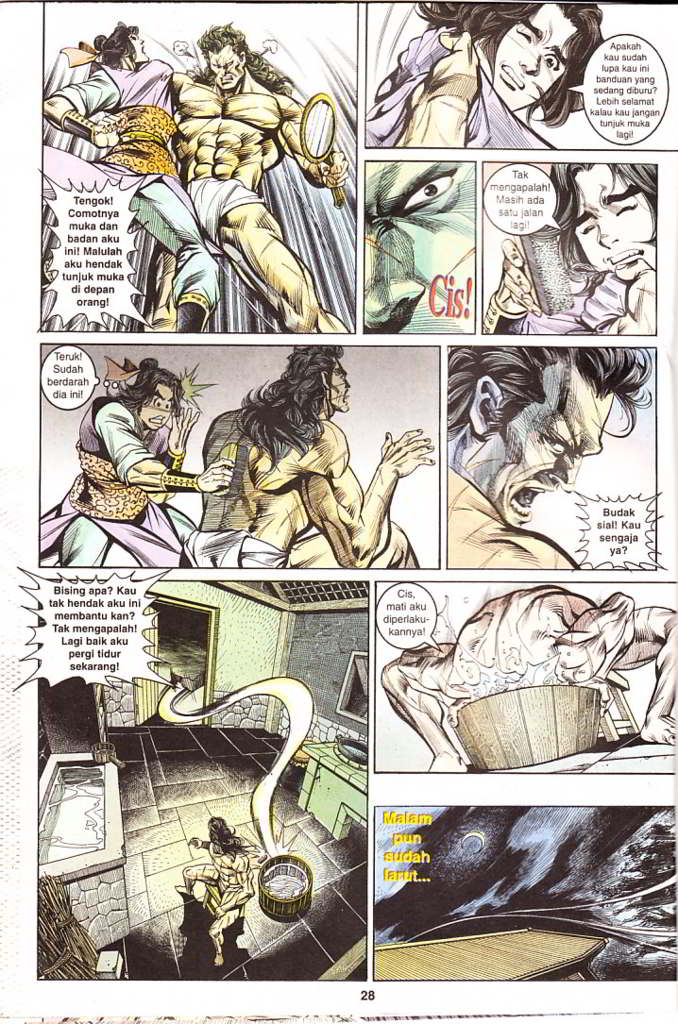 Tengok!
Comotnya
muka dan
badan aku
ini! Malulah
aku hendak
tunjuk muka
di depan
orang!
Apakah
kau sudah
lupa kau ini
banduan yang
sedang diburu?
Lebih selamat
kalau kau jangan
tunjuk muka
lagi!
Cis!
Tak
mengapalah!
Masih ada
satu jalan
lagi!
Teruk!
Sudah
berdarah
dia ini!
Budak
sial! Kau
sengaja
ya?
Bising apa? Kau
tak hendak aku ini
membantu kan?
Tak mengapalah!
Lagi baik aku
pergi tidur
sekarang!
Cis,
mati aku
diperlaku-
kannya!
Malam
pun
sudah
larut...
28